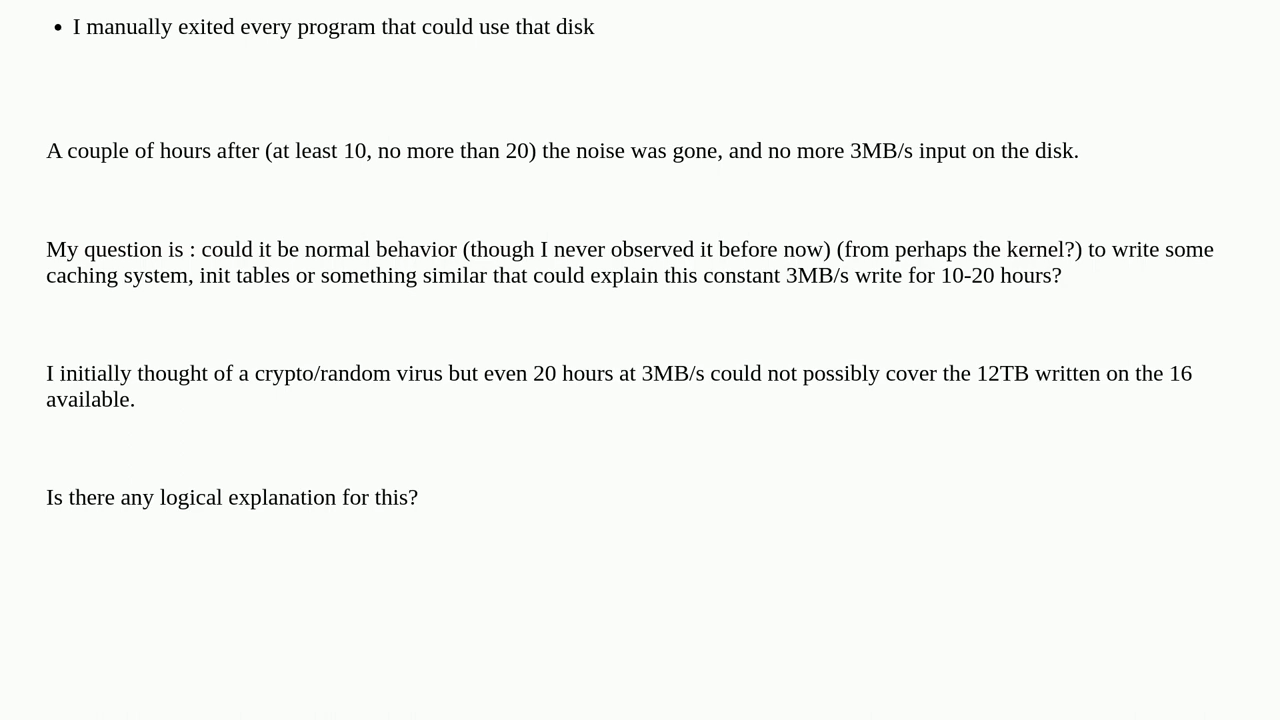 • I manually exited every program that could use that disk
A couple of hours after (at least 10, no more than 20) the noise was gone, and no more 3MB/s input on the disk.
My question is : could it be normal behavior (though I never observed it before now) (from perhaps the kernel?) to write some
caching system, init tables or something similar that could explain this constant 3MB/s write for 10-20 hours?
I initially thought of a crypto/random virus but even 20 hours at 3MB/s could not possibly cover the 12TB written on the 16
available.
Is there any logical explanation for this?